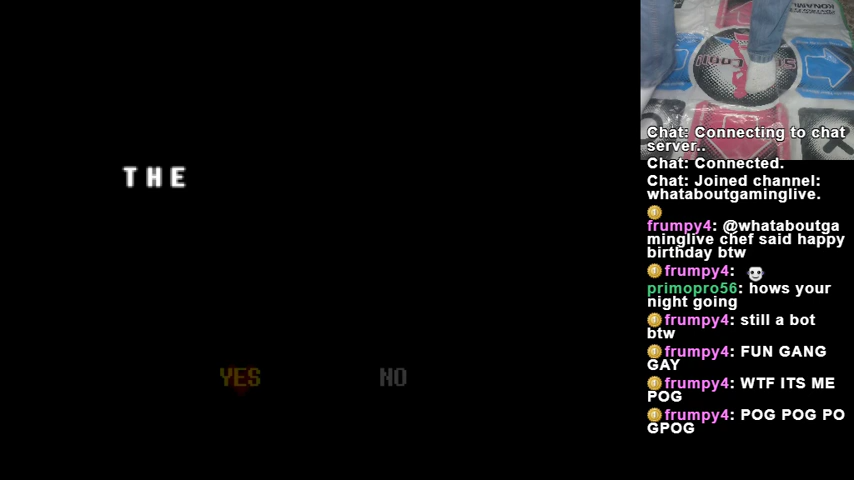 THE
YES NO
KONAMI
Chat: Connecting to chat
server..
Chat: Connected.
Chat: Joined channel:
whataboutgaminglive.
frumpy4: @whataboutga
minglive chef said happy
birthday btw
frumpy4:
primopro56: hows your
night going
frumpy4: still a bot
btw
frumpy4: FUN GANG
GAY
frumpy4: WTF ITS ME
POG
frumpy4: POG POG PO
GPOG